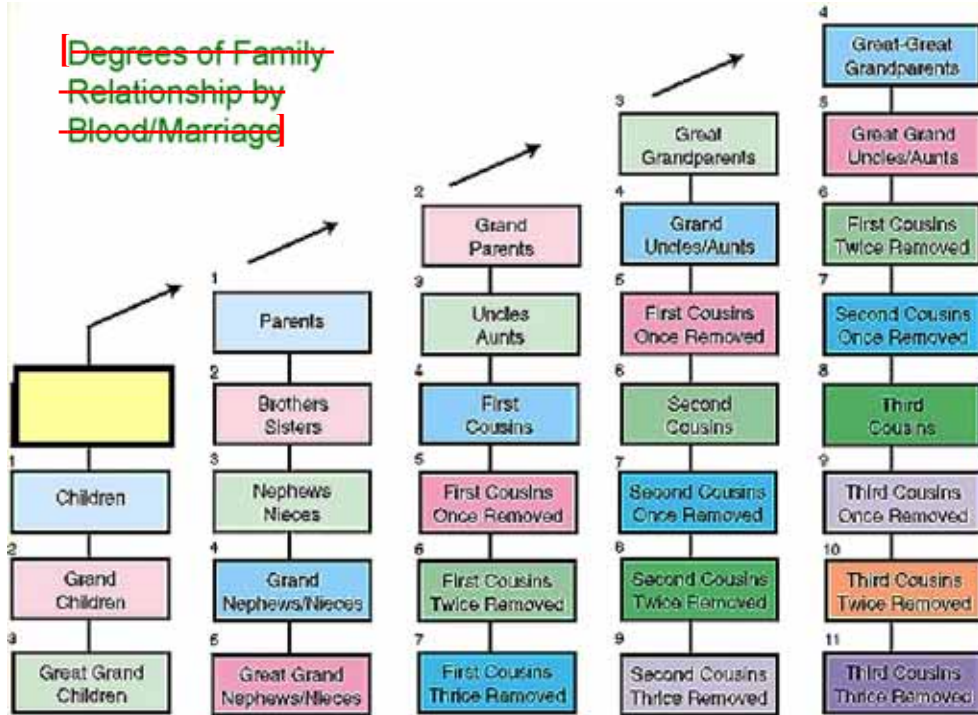 [Degrees of Family
Relationship by
Blood/Marriage]
4
Great-Great
Grandparents
5
Great Grand
Uncles/Aunts
6
First Cousins
Twice Removed
7
Second Cousins
Once Removed
8
Third
Cousins
9
Third Cousins
Once Removed
10
Third Cousins
Twice Removed
11
Third Cousins
Thrice Removed
3
Great
Grandparents
4
Grand
Uncles/Aunts
5
First Cousins
Once Removed
6
Second
Cousins
7
Second Cousins
Once Removed
8
Second Cousins
Twice Removed
9
Second Cousins
Thrice Removed
2
Grand
Parents
3
Uncles
Aunts
4
First
Cousins
5
First Cousins
Once Removed
6
First Cousins
Twice Removed
7
First Cousins
Thrice Removed
1
Parents
2
Brothers
Sisters
3
Nephews
Nieces
4
Grand
Nephews/Nieces
5
Great Grand
Nephews/Nieces
1
Children
2
Grand
Children
3
Great Grand
Children